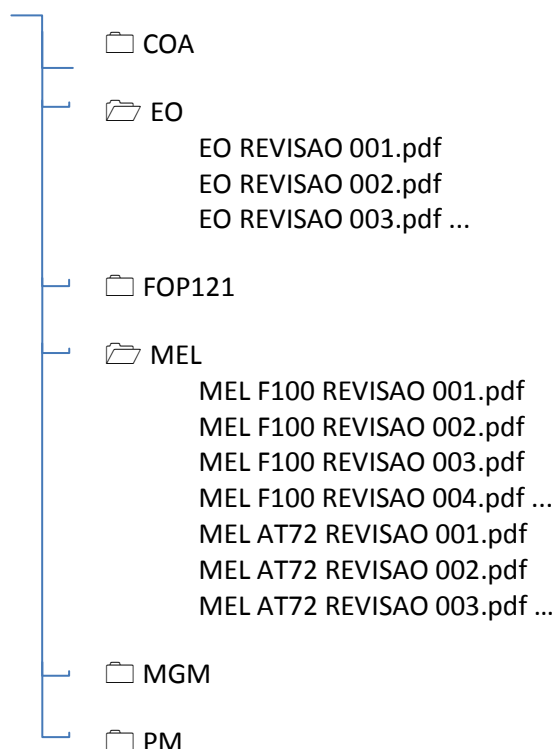 COA
EO
EO REVISAO 001.pdf
EO REVISAO 002.pdf
EO REVISAO 003.pdf ...
FOP121
MEL
MEL F100 REVISAO 001.pdf
MEL F100 REVISAO 002.pdf
MEL F100 REVISAO 003.pdf
MEL F100 REVISAO 004.pdf ...
MEL AT72 REVISAO 001.pdf
MEL AT72 REVISAO 002.pdf
MEL AT72 REVISAO 003.pdf ...
MGM
PM